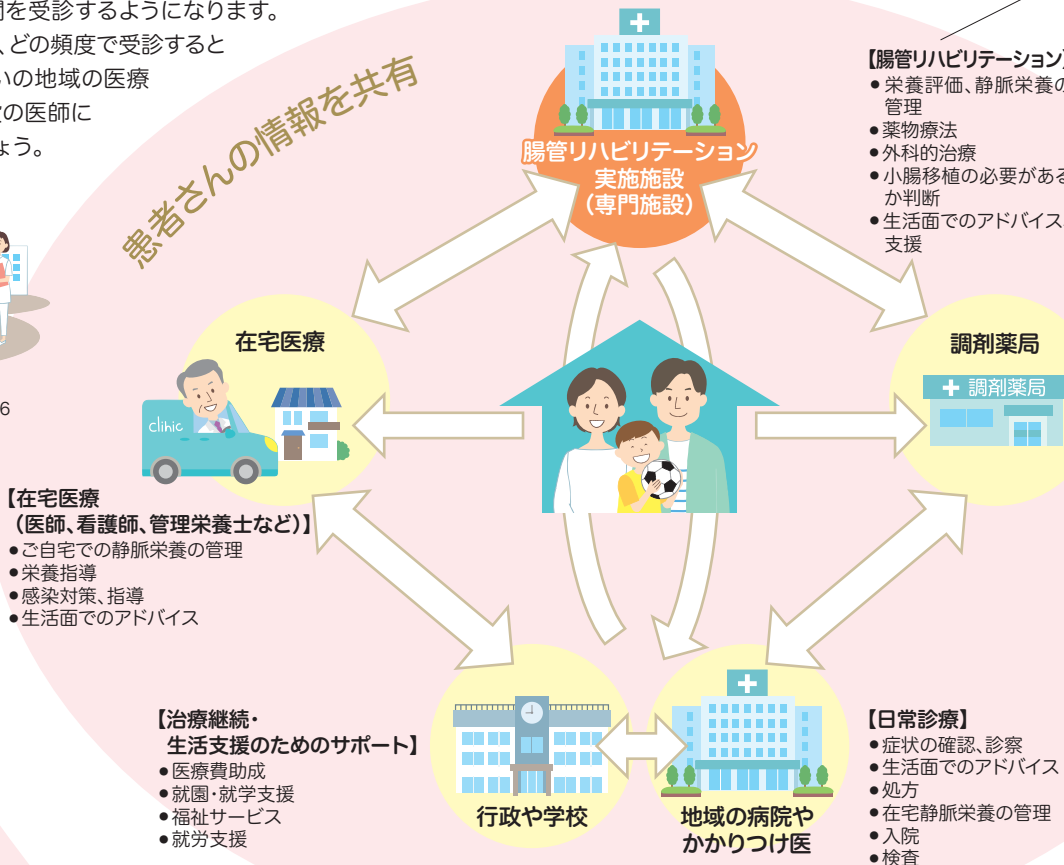 関を受診するようになります。
、どの頻度で受診すると
いの地域の医療
の医師に
ょう。
患者さんの情報を共有
腸管リハビリテーション
実施施設
（専門施設）
【腸管リハビリテーション】
●栄養評価、静脈栄養の
管理
●薬物療法
●外科的治療
●小腸移植の必要がある
か判断
●生活面でのアドバイス
支援
在宅医療
clinic
調剤薬局
調剤薬局
6
【在宅医療
（医師、看護師、管理栄養士など）】
●ご自宅での静脈栄養の管理
●栄養指導
●感染対策、指導
●生活面でのアドバイス
【治療継続・
生活支援のためのサポート】
●医療費助成
●就園・就学支援
●福祉サービス
●就労支援
行政や学校
地域の病院や
かかりつけ医
【日常診療】
●症状の確認、診察
●生活面でのアドバイス
●処方
●在宅静脈栄養の管理
●入院
●検査